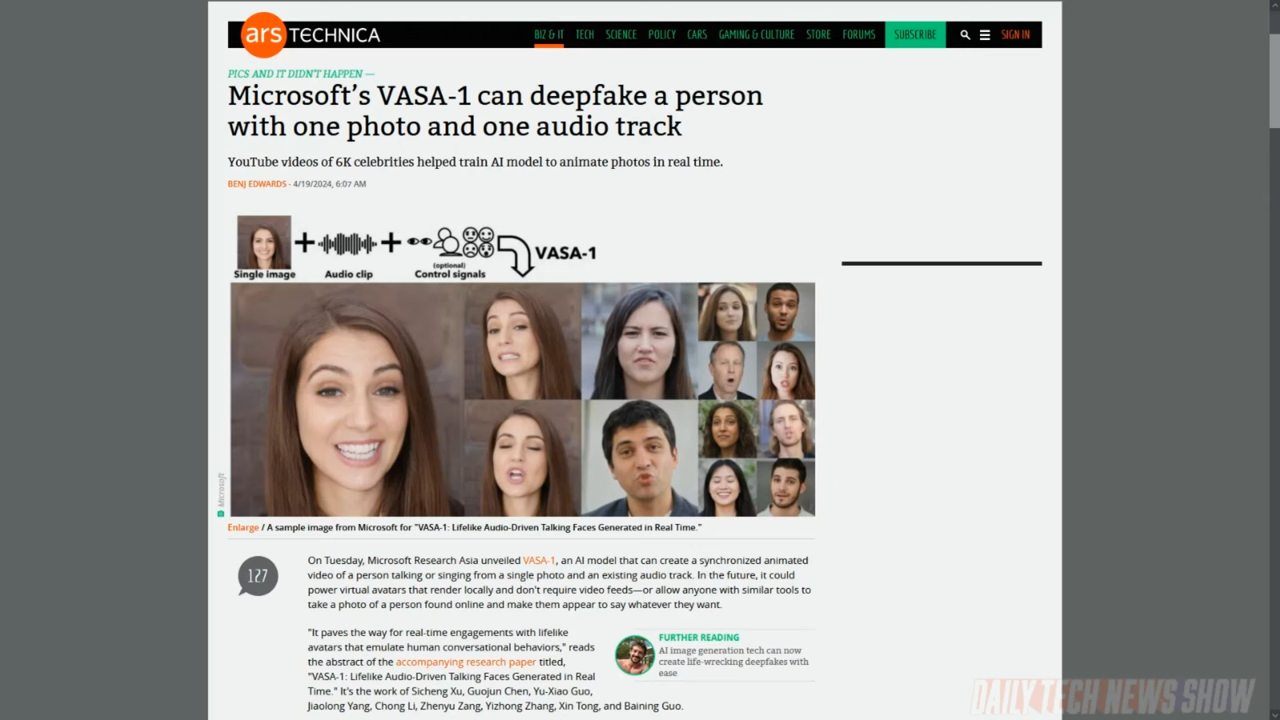 ars TECHNICA
BIZ & IT TECH SCIENCE POLICY CARS GAMING & CULTURE STORE FORUMS SUBSCRIBE SIGN IN
PICS AND IT DIDN'T HAPPEN —
Microsoft's VASA-1 can deepfake a person
with one photo and one audio track
YouTube videos of 6K celebrities helped train AI model to animate photos in real time.
BENJ EDWARDS - 4/19/2024, 6:07 AM
VASA-1
(optional)
Single image Audio clip Control signals
Microsoft
Enlarge / A sample image from Microsoft for "VASA-1: Lifelike Audio-Driven Talking Faces Generated in Real Time."
127
On Tuesday, Microsoft Research Asia unveiled VASA-1, an AI model that can create a synchronized animated
video of a person talking or singing from a single photo and an existing audio track. In the future, it could
power virtual avatars that render locally and don't require video feeds—or allow anyone with similar tools to
take a photo of a person found online and make them appear to say whatever they want.
"It paves the way for real-time engagements with lifelike
avatars that emulate human conversational behaviors," reads
the abstract of the accompanying research paper titled,
"VASA-1: Lifelike Audio-Driven Talking Faces Generated in Real
Time." It's the work of Sicheng Xu, Guojun Chen, Yu-Xiao Guo,
Jiaolong Yang, Chong Li, Zhenyu Zang, Yizhong Zhang, Xin Tong, and Baining Guo.
FURTHER READING
AI image generation tech can now
create life-wrecking deepfakes with
ease
DAILY TECH NEWS SHOW